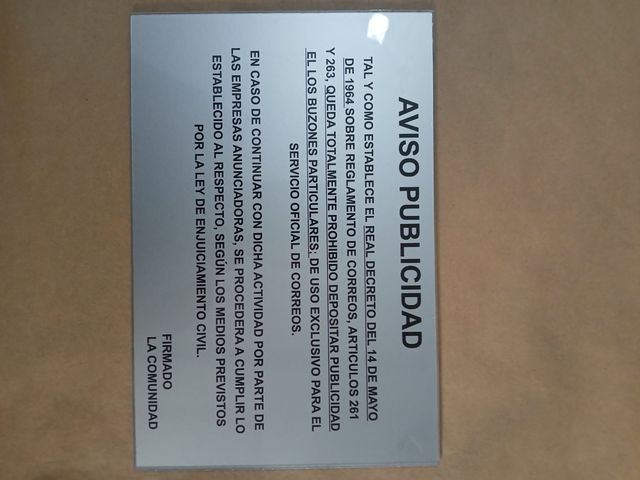 AVISO PUBLICIDAD
TAL Y COMO ESTABLECE EL REAL DECRETO DEL 14 DE MAYO
DE 1964 SOBRE REGLAMENTO DE CORREOS, ARTICULOS 261
Y 263, QUEDA TOTALMENTE PROHIBIDO DEPOSITAR PUBLICIDAD
EL LOS BUZONES PARTICULARES; DE USO EXCLUSIVO PARA EL
SERVICIO OFICIAL DE CORREOS.
EN CASO DE CONTINUAR CON DICHA ACTIVIDAD POR PARTE DE
LAS EMPRESAS ANUNCIADORAS, SE PROCEDERA A CUMPLIR LO
ESTABLECIDO AL RESPECTO, SEGÚN LOS MEDIOS PREVISTOS
POR LA LEY DE ENJUICIAMIENTO CIVIL.
FIRMADO
LA COMUNIDAD